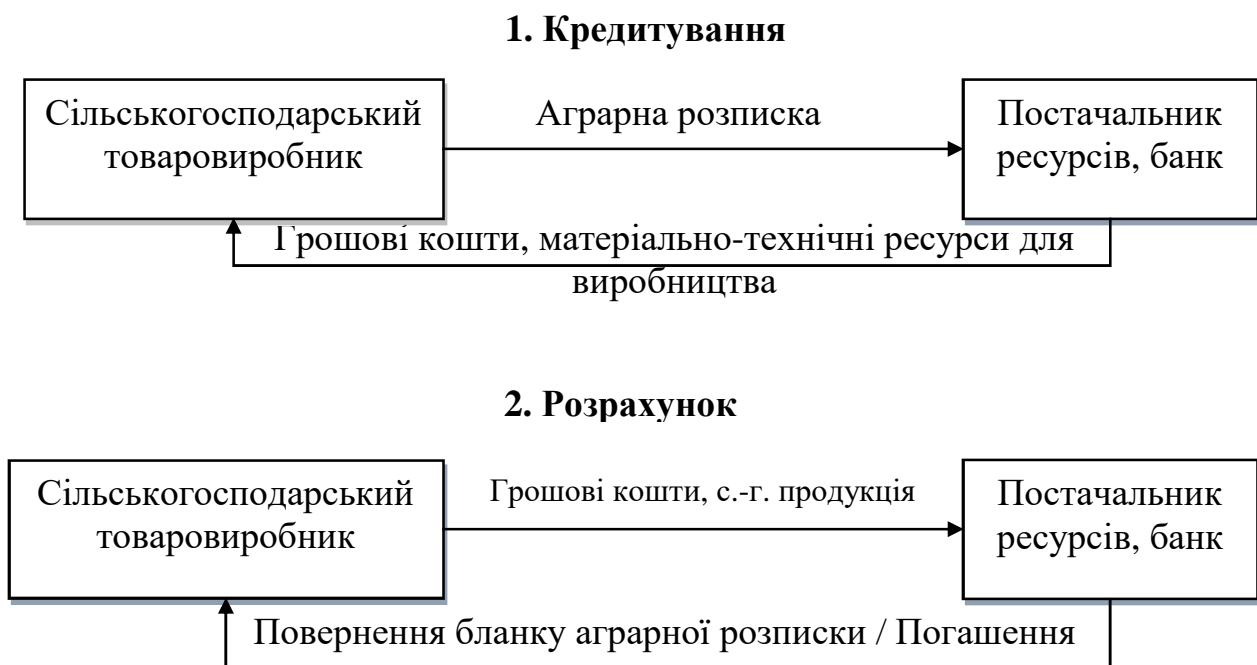 1. Кредитування
Сільськогосподарський
товаровиробник
Аграрна розписка
Постачальник
ресурсів, банк
Грошові кошти, матеріально-технічні ресурси для
виробництва
2. Розрахунок
Сільськогосподарський
товаровиробник
Грошові кошти, с.-г. продукція
Постачальник
ресурсів, банк
Повернення бланку аграрної розписки / Погашення